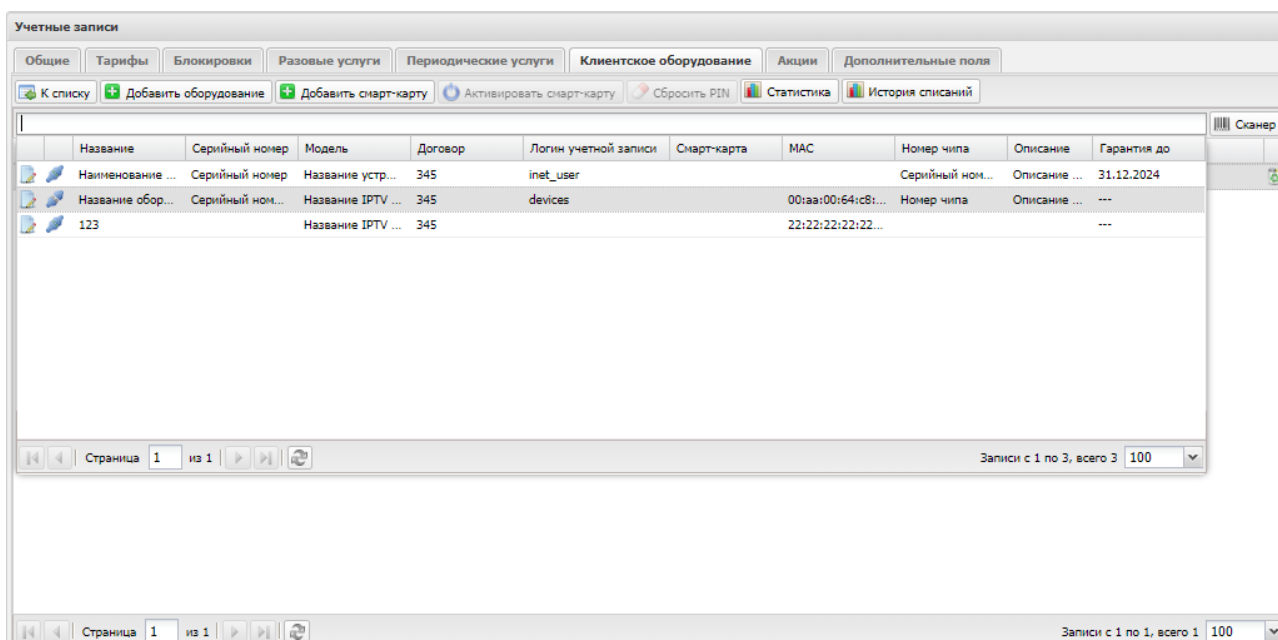 Учетные записи
Общие Тарифы Блокировки Разовые услуги Периодические услуги Клиентское оборудование Акции Дополнительные поля
К списку Добавить оборудование Добавить смарт-карту Активировать смарт-карту Сбросить PIN Статистика История списаний
Сканер
Название Серийный номер Модель Договор Логин учетной записи Смарт-карта MAC Номер чипа Описание Гарантия до
Наименование ... Серийный номер Название устр... 345 inet_user Серийный ном... Описание ... 31.12.2024
Название обор... Серийный ном... Название IPTV ... 345 devices 00:aa:00:64:c8:... Номер чипа Описание ... ---
123 Название IPTV ... 345 22:22:22:22:22... ---
Страница 1 из 1 Записи с 1 по 3, всего 3 100
Страница 1 из 1 Записи с 1 по 1, всего 1 100